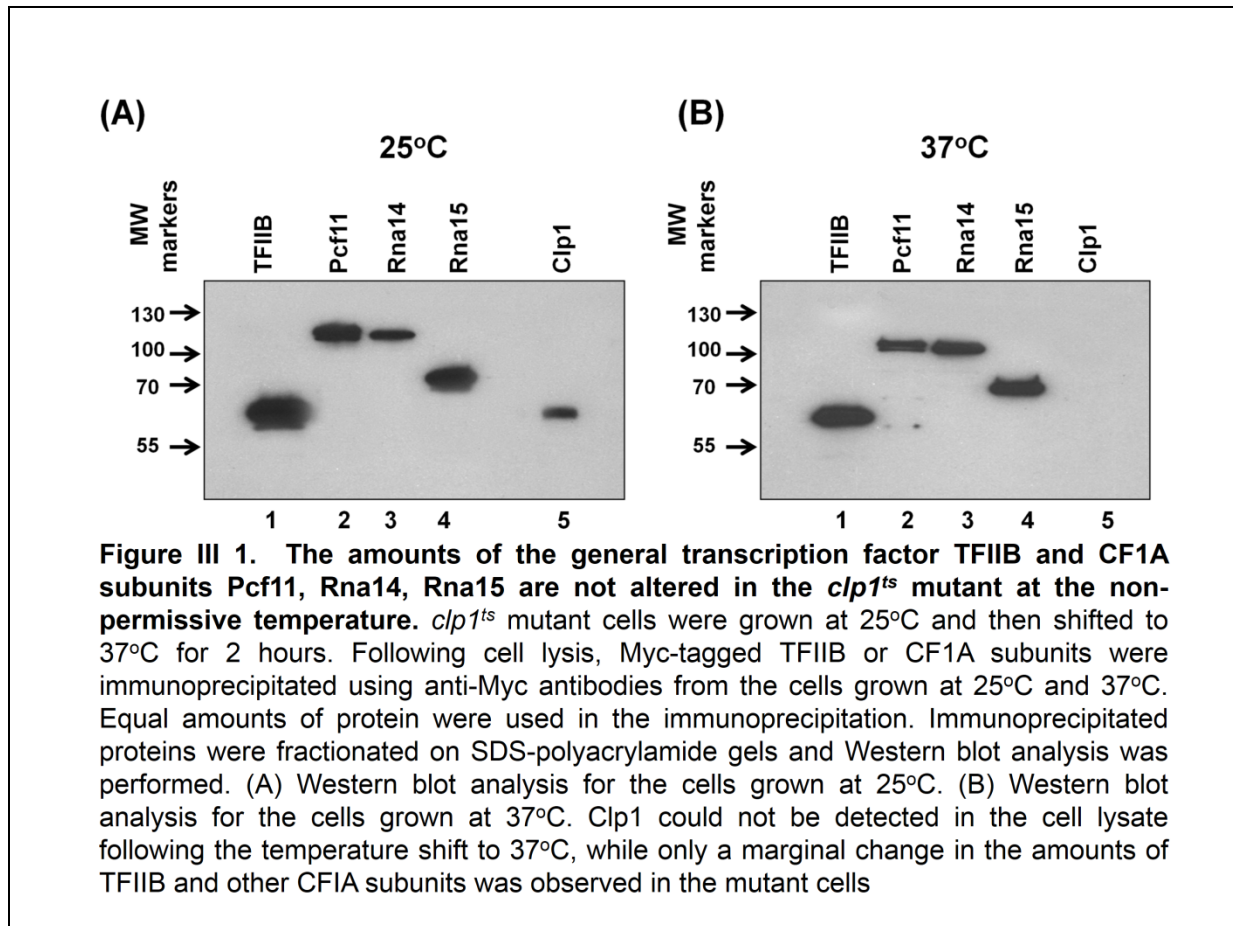 (A)
25°C
MW markers
TFIIB
Pcf11
Rna14
Rna15
Clp1
130
100
70
55
1 2 3 4 5
(B)
37°C
MW markers
TFIIB
Pcf11
Rna14
Rna15
Clp1
130
100
70
55
1 2 3 4 5
Figure III 1. The amounts of the general transcription factor TFIIB and CF1A
subunits Pcf11, Rna14, Rna15 are not altered in the clp1ts mutant at the non-
permissive temperature. clp1ts mutant cells were grown at 25°C and then shifted to
37°C for 2 hours. Following cell lysis, Myc-tagged TFIIB or CF1A subunits were
immunoprecipitated using anti-Myc antibodies from the cells grown at 25°C and 37°C.
Equal amounts of protein were used in the immunoprecipitation. Immunoprecipitated
proteins were fractionated on SDS-polyacrylamide gels and Western blot analysis was
performed. (A) Western blot analysis for the cells grown at 25°C. (B) Western blot
analysis for the cells grown at 37°C. Clp1 could not be detected in the cell lysate
following the temperature shift to 37°C, while only a marginal change in the amounts of
TFIIB and other CFIA subunits was observed in the mutant cells